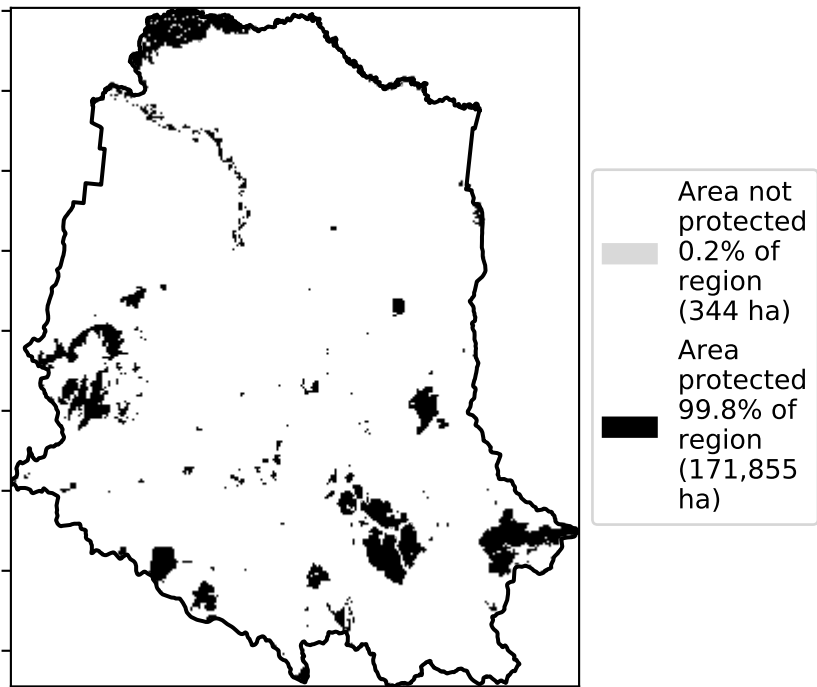 Area not
protected
0.2% of
region
(344 ha)
Area
protected
99.8% of
region
(171,855
ha)